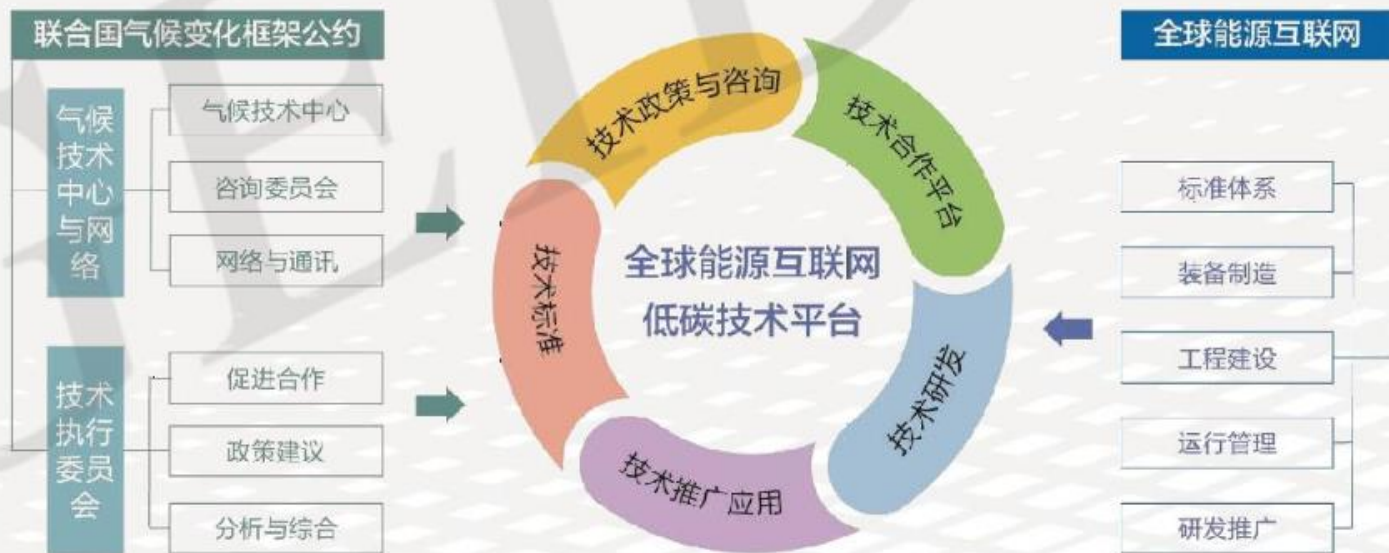 联合国气候变化框架公约
气候技术中心与网络
气候技术中心
咨询委员会
网络与通讯
技术执行委员会
促进合作
政策建议
分析与综合
技术政策与咨询
技术合作平台
技术研发
技术推广应用
技术标准
全球能源互联网
低碳技术平台
全球能源互联网
标准体系
装备制造
工程建设
运行管理
研发推广